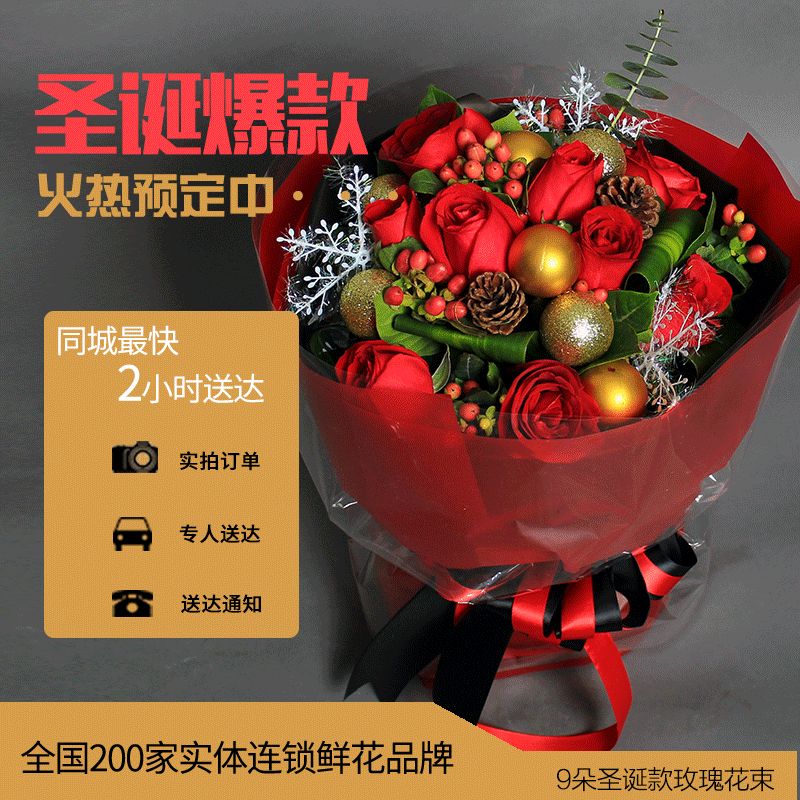 圣诞爆款
火热预定中
同城最快
2小时送达
实拍订单
专人送达
送达通知
全国200家实体连锁鲜花品牌
9朵圣诞款玫瑰花束